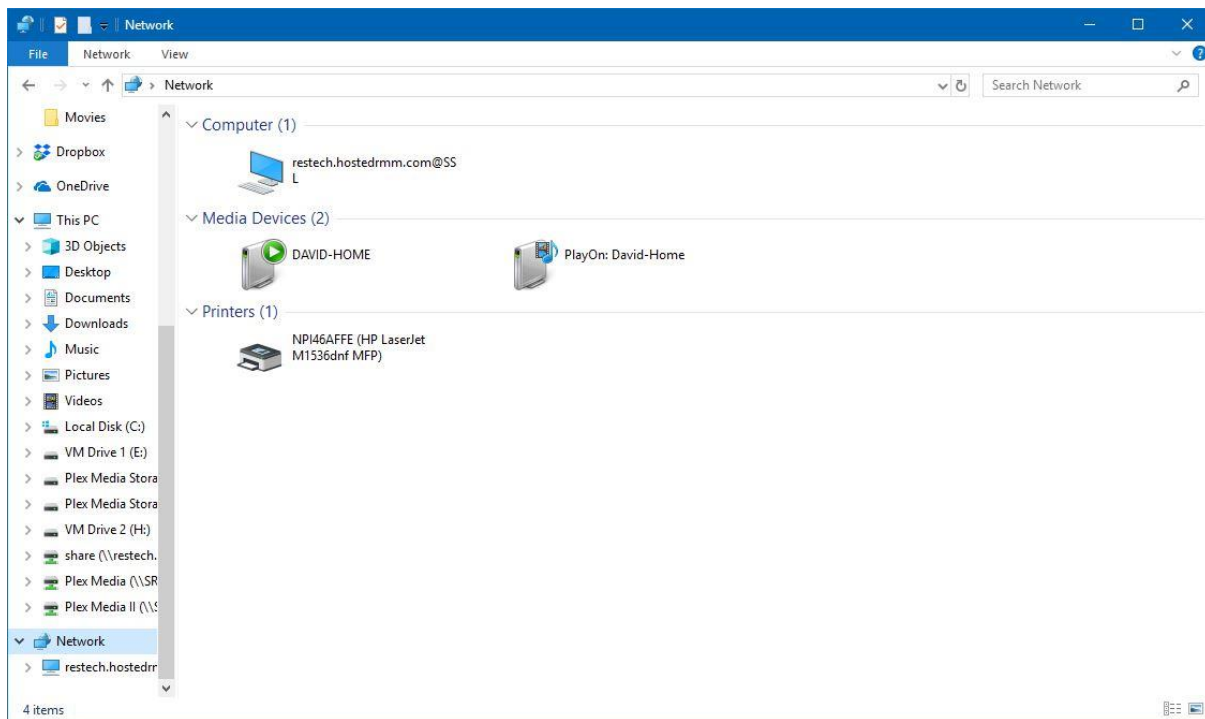 Network
File
Network
View
Network
Search Network
Movies
Dropbox
OneDrive
This PC
3D Objects
Desktop
Documents
Downloads
Music
Pictures
Videos
Local Disk (C:)
VM Drive 1 (E:)
Plex Media Stora
Plex Media Stora
VM Drive 2 (H:)
share (\\restech.
Plex Media (\\SR
Plex Media II (\\S
Network
restech.hostedrr
Computer (1)
restech.hostedrmm.com@SS
L
Media Devices (2)
DAVID-HOME
PlayOn: David-Home
Printers (1)
NPI46AFFE (HP LaserJet
M1536dnf MFP)
4 items